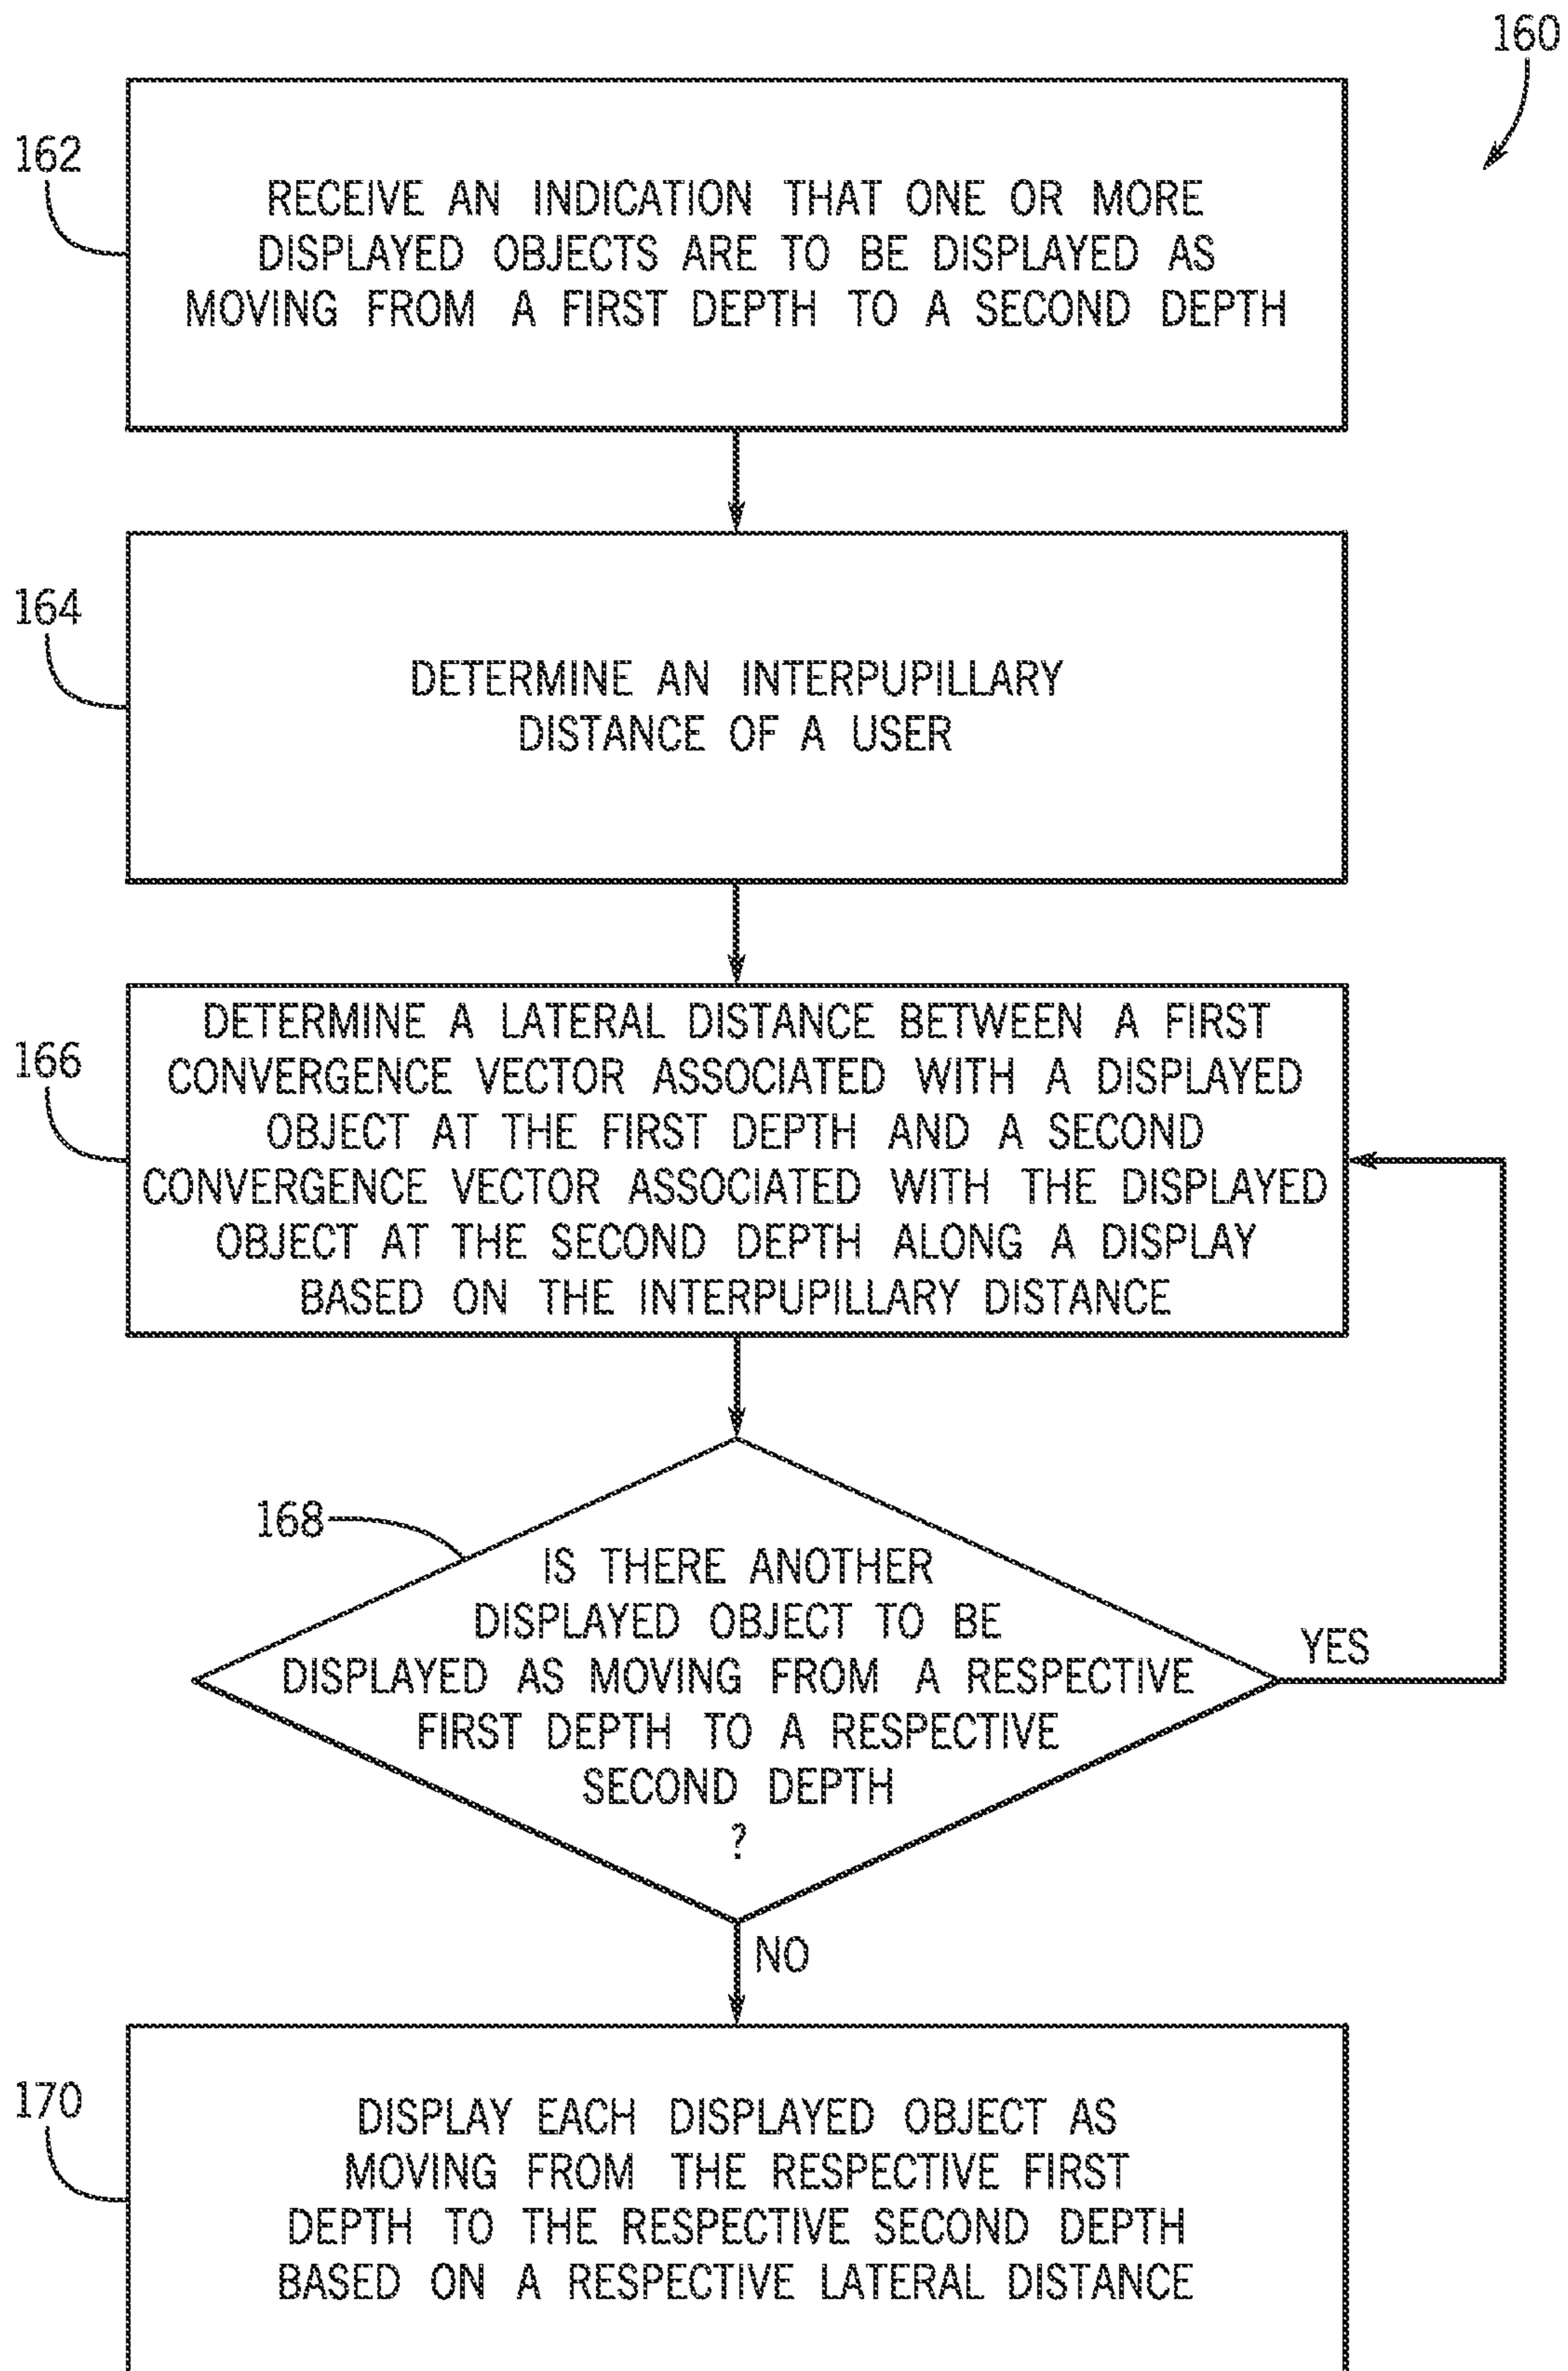 160
162
RECEIVE AN INDICATION THAT ONE OR MORE
DISPLAYED OBJECTS ARE TO BE DISPLAYED AS
MOVING FROM A FIRST DEPTH TO A SECOND DEPTH
164
DETERMINE AN INTERPUPILLARY
DISTANCE OF A USER
166
DETERMINE A LATERAL DISTANCE BETWEEN A FIRST
CONVERGENCE VECTOR ASSOCIATED WITH A DISPLAYED
OBJECT AT THE FIRST DEPTH AND A SECOND
CONVERGENCE VECTOR ASSOCIATED WITH THE DISPLAYED
OBJECT AT THE SECOND DEPTH ALONG A DISPLAY
BASED ON THE INTERPUPILLARY DISTANCE
168
IS THERE ANOTHER
DISPLAYED OBJECT TO BE
DISPLAYED AS MOVING FROM A RESPECTIVE
FIRST DEPTH TO A RESPECTIVE
SECOND DEPTH
?
YES
NO
170
DISPLAY EACH DISPLAYED OBJECT AS
MOVING FROM THE RESPECTIVE FIRST
DEPTH TO THE RESPECTIVE SECOND DEPTH
BASED ON A RESPECTIVE LATERAL DISTANCE